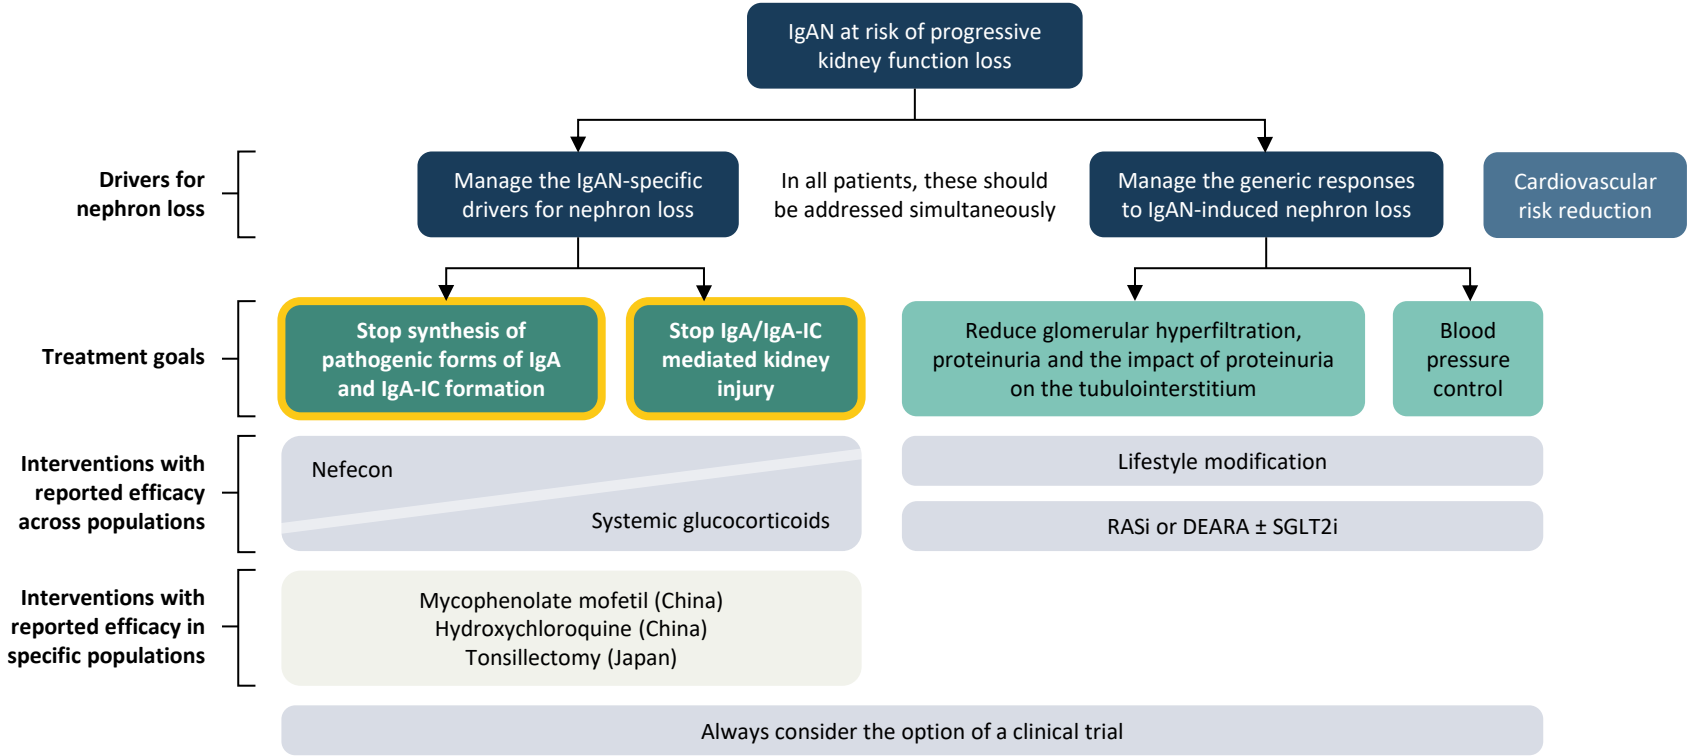 IgAN at risk of progressive
kidney function loss
Drivers for
nephron loss
Manage the IgAN-specific
drivers for nephron loss
In all patients, these should
be addressed simultaneously
Manage the generic responses
to IgAN-induced nephron loss
Cardiovascular
risk reduction
Treatment goals
Stop synthesis of
pathogenic forms of IgA
and IgA-IC formation
Stop IgA/IgA-IC
mediated kidney
injury
Reduce glomerular hyperfiltration,
proteinuria and the impact of proteinuria
on the tubulointerstitium
Blood
pressure
control
Interventions with
reported efficacy
across populations
Nefecon
Systemic glucocorticoids
Lifestyle modification
RASi or DEARA ± SGLT2i
Interventions with
reported efficacy in
specific populations
Mycophenolate mofetil (China)
Hydroxychloroquine (China)
Tonsillectomy (Japan)
Always consider the option of a clinical trial